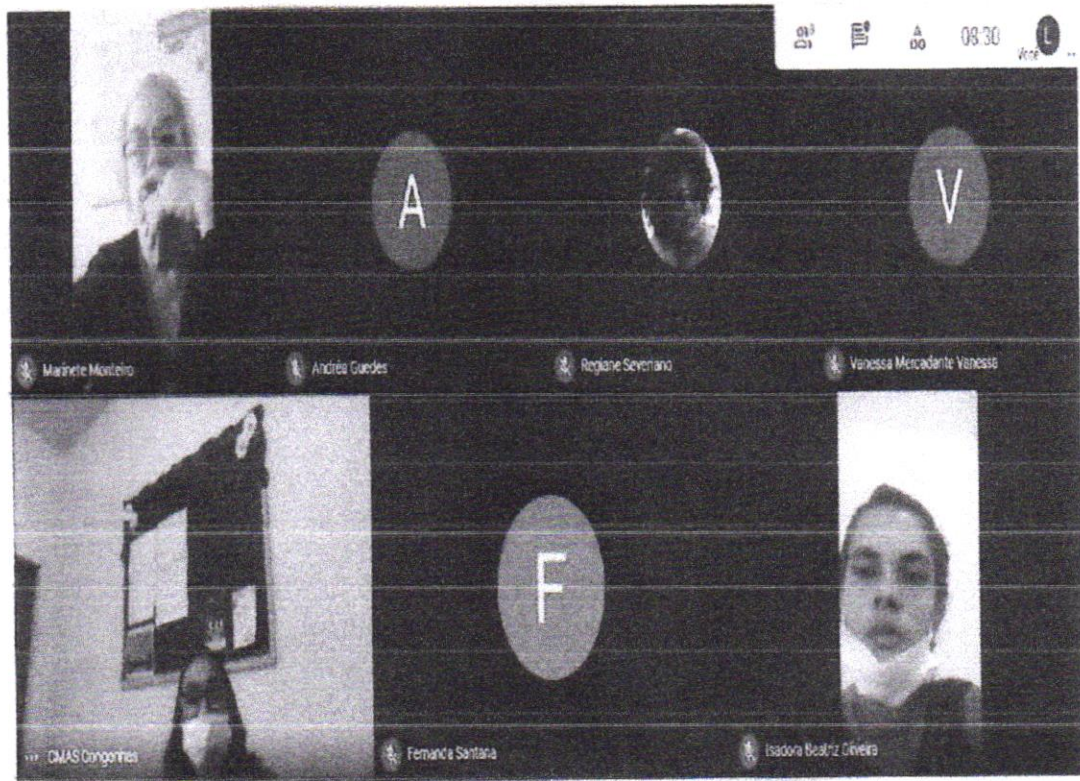 08:30
Você
L
A
V
Marinete Monteiro
Andréa Guedes
Regiane Severiano
Vanessa Mercadante Vanessa
F
CMAS Congonhas
Fernanda Santana
Isadora Beatriz Oliveira